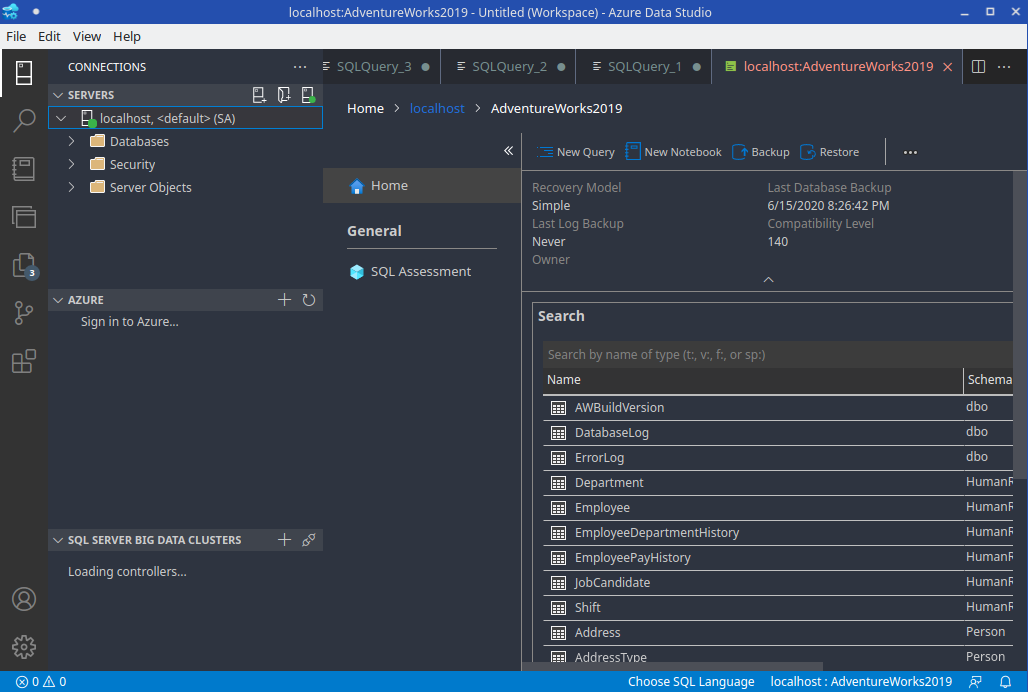 localhost:AdventureWorks2019 - Untitled (Workspace) - Azure Data Studio
File Edit View Help
CONNECTIONS
SQLQuery_3
SQLQuery_2
SQLQuery_1
localhost:AdventureWorks2019
SERVERS
localhost, <default> (SA)
Databases
Security
Server Objects
AZURE
Sign in to Azure...
SQL SERVER BIG DATA CLUSTERS
Loading controllers...
3
Home > localhost > AdventureWorks2019
«
Home
General
SQL Assessment
New Query New Notebook Backup Restore
Recovery Model Last Database Backup
Simple 6/15/2020 8:26:42 PM
Last Log Backup Compatibility Level
Never 140
Owner
Search
Search by name of type (t:, v:, f:, or sp:)
Name Schema
AWBuildVersion dbo
DatabaseLog dbo
ErrorLog dbo
Department HumanR
Employee HumanR
EmployeeDepartmentHistory HumanR
EmployeePayHistory HumanR
JobCandidate HumanR
Shift HumanR
Address Person
AddressType Person
0 0 Choose SQL Language localhost : AdventureWorks2019